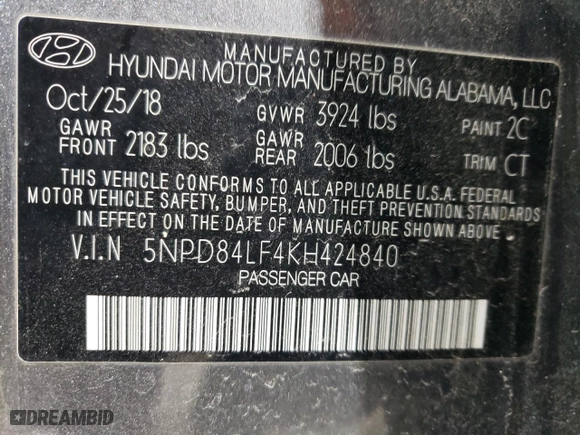 MANUFACTURED BY
HYUNDAI MOTOR MANUFACTURING ALABAMA, LLC
Oct/25/18 GVWR 3924 lbs PAINT 2C
GAWR FRONT 2183 lbs GAWR REAR 2006 lbs TRIM CT
THIS VEHICLE CONFORMS TO ALL APPLICABLE U.S.A. FEDERAL
MOTOR VEHICLE SAFETY, BUMPER, AND THEFT PREVENTION STANDARDS
IN EFFECT ON THE DATE OF MANUFACTURE SHOWN ABOVE.
V.I.N 5NPD84LF4KH424840
PASSENGER CAR
DREAMBID